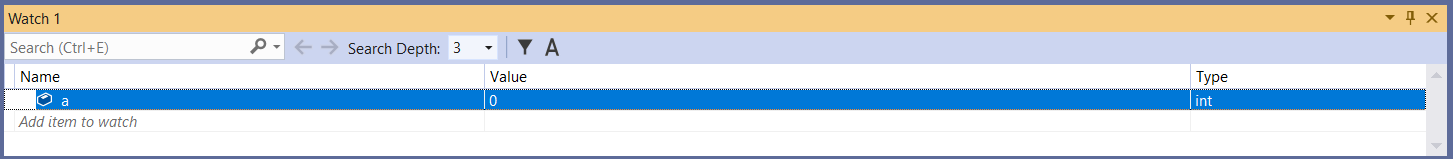 Watch 1
Search (Ctrl+E) Search Depth: 3 A
Name Value Type
a 0 int
Add item to watch